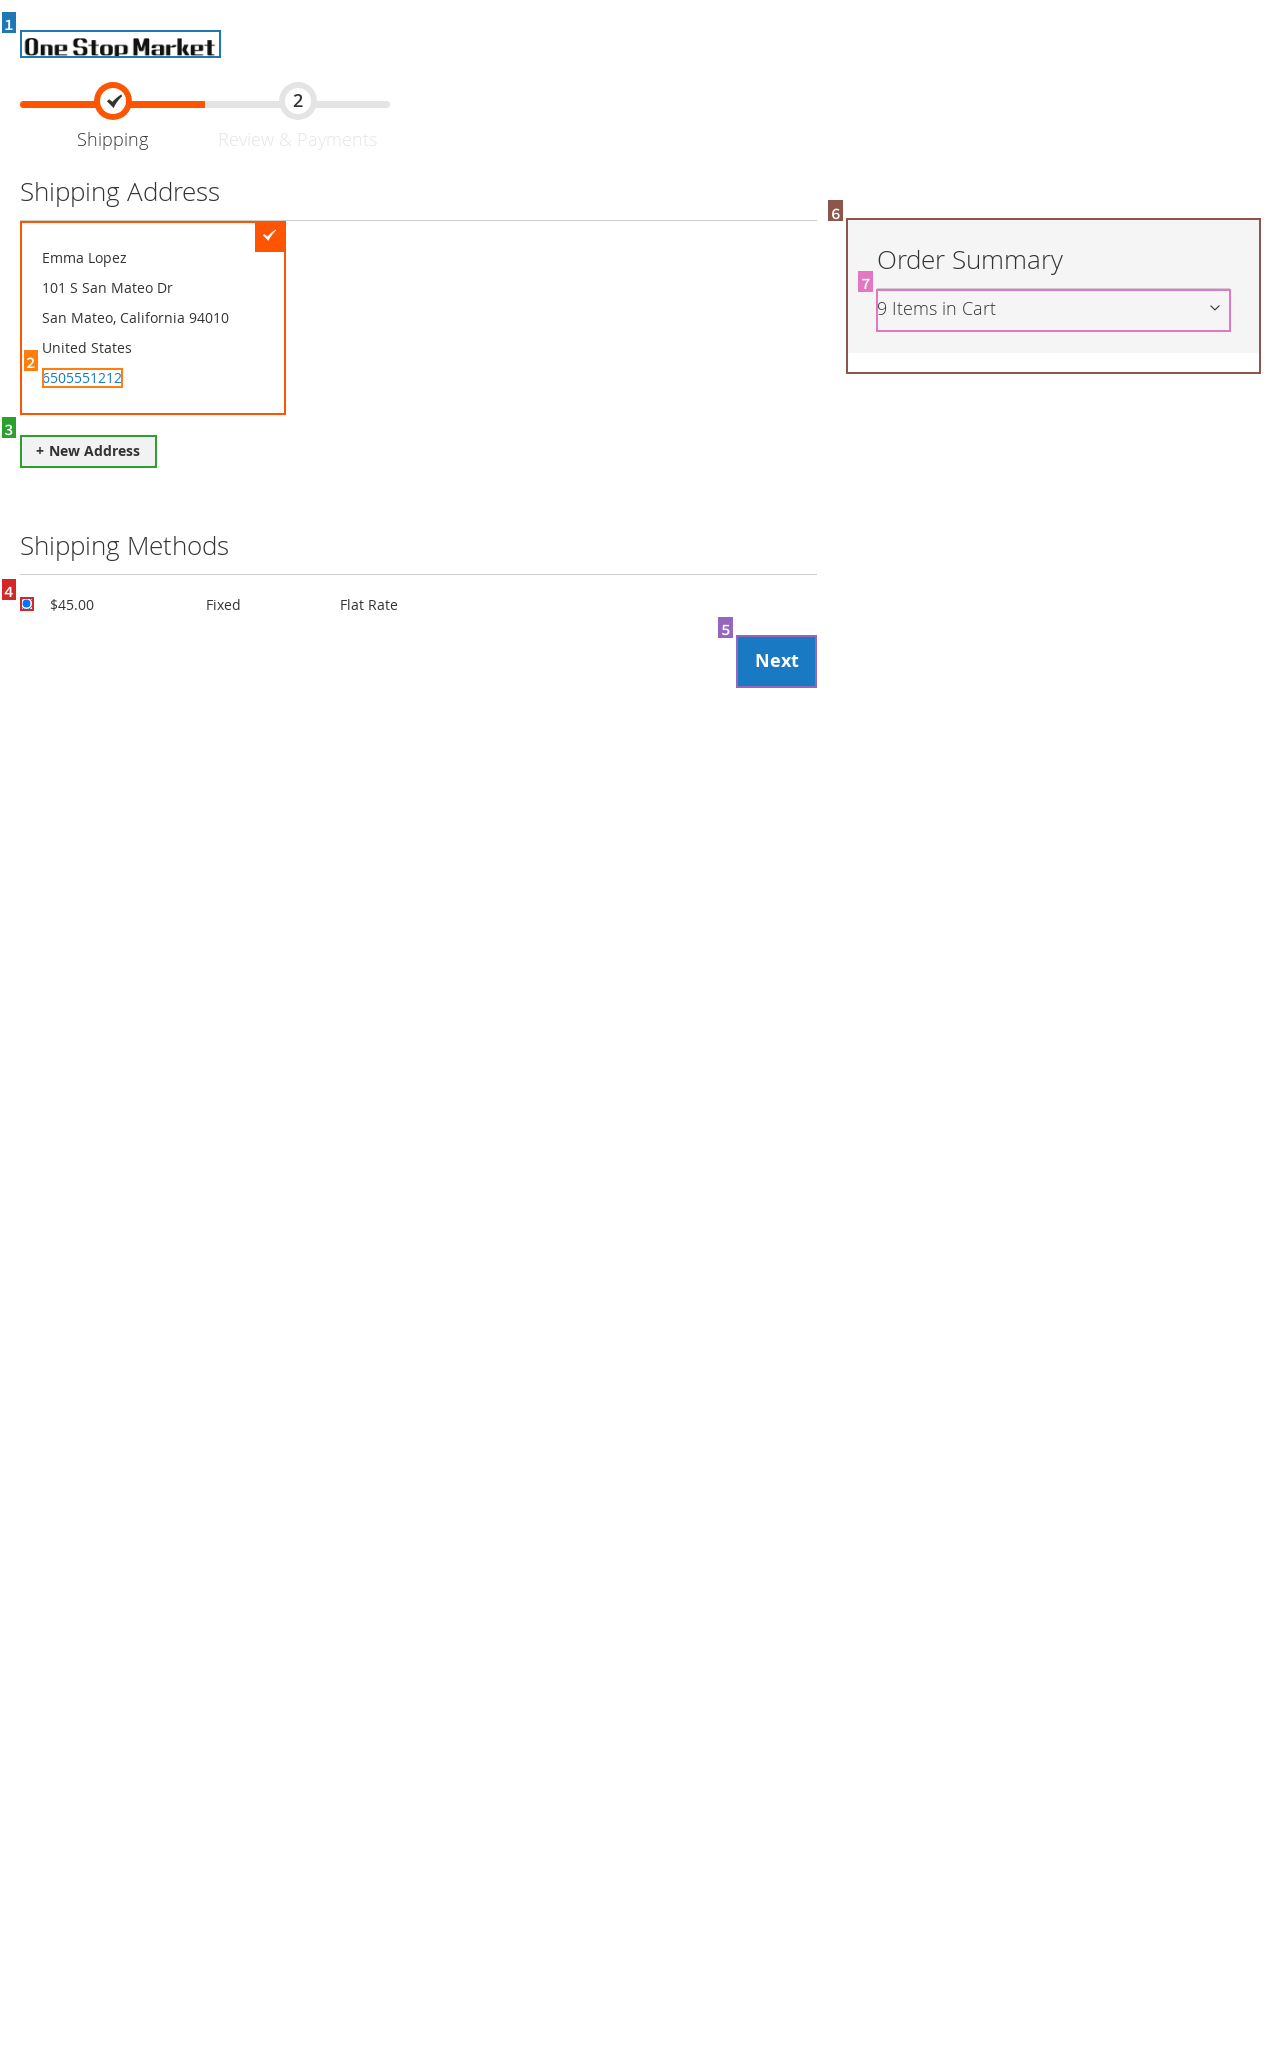 1
One Stop Market
2
Shipping
Review & Payments
Shipping Address
6
Emma Lopez
101 S San Mateo Dr
San Mateo, California 94010
United States
2
6505551212
3
+ New Address
Order Summary
7
9 Items in Cart
Shipping Methods
4
$45.00 Fixed Flat Rate
5
Next